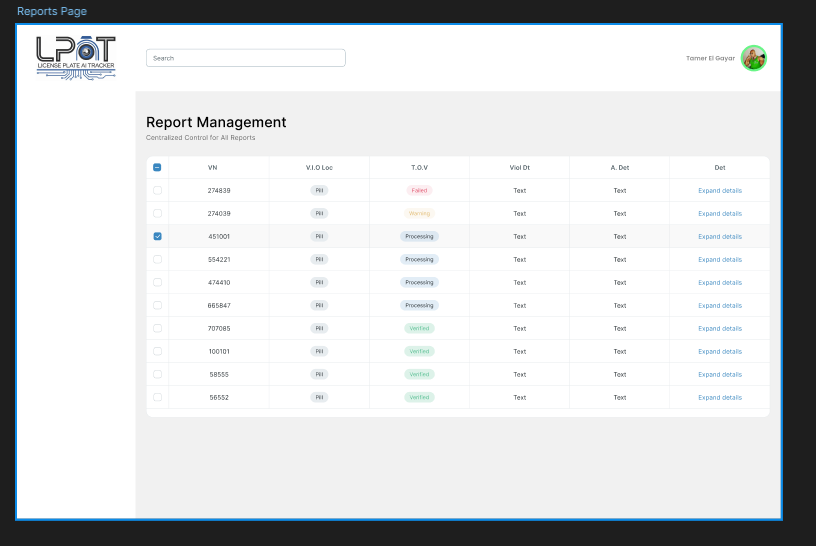 Reports Page
LPOT
LICENSE PLATE AI TRACKER
Search
Tamer El Gayar
Report Management
Centralized Control for All Reports
VN V.I.O Loc T.O.V Viol Dt A. Det Det
274839 Pill Failed Text Text Expand details
274039 Pill Warning Text Text Expand details
451001 Pill Processing Text Text Expand details
554221 Pill Processing Text Text Expand details
474410 Pill Processing Text Text Expand details
665847 Pill Processing Text Text Expand details
707085 Pill Verified Text Text Expand details
100101 Pill Verified Text Text Expand details
58555 Pill Verified Text Text Expand details
56552 Pill Verified Text Text Expand details